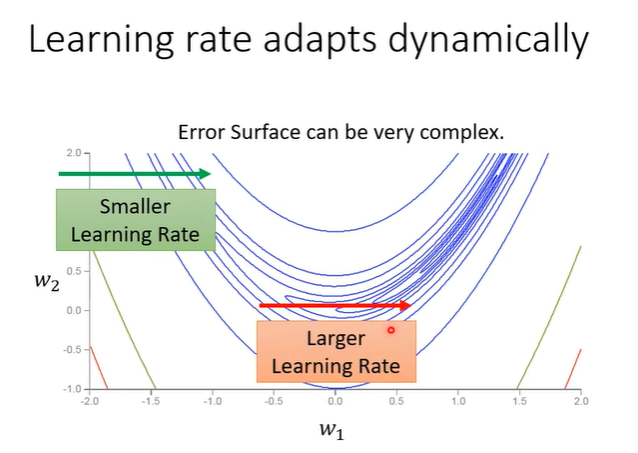 Learning rate adapts dynamically
Error Surface can be very complex.
2.0
Smaller
Learning Rate
w₂
0.5
0.0
-0.5
-1.0
Larger
Learning Rate
-2.0 -1.5 -1.0 -0.5 0.0 0.5 1.0 1.5 2.0
w₁